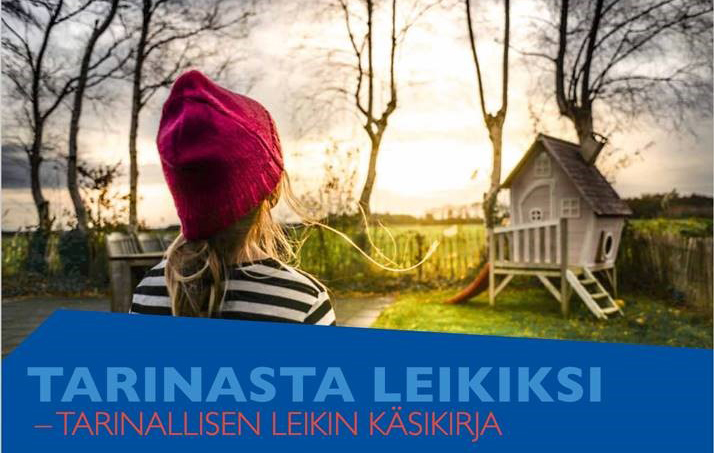 TARINASTA LEIKIKSI
– TARINALLISEN LEIKIN KÄSIKIRJA